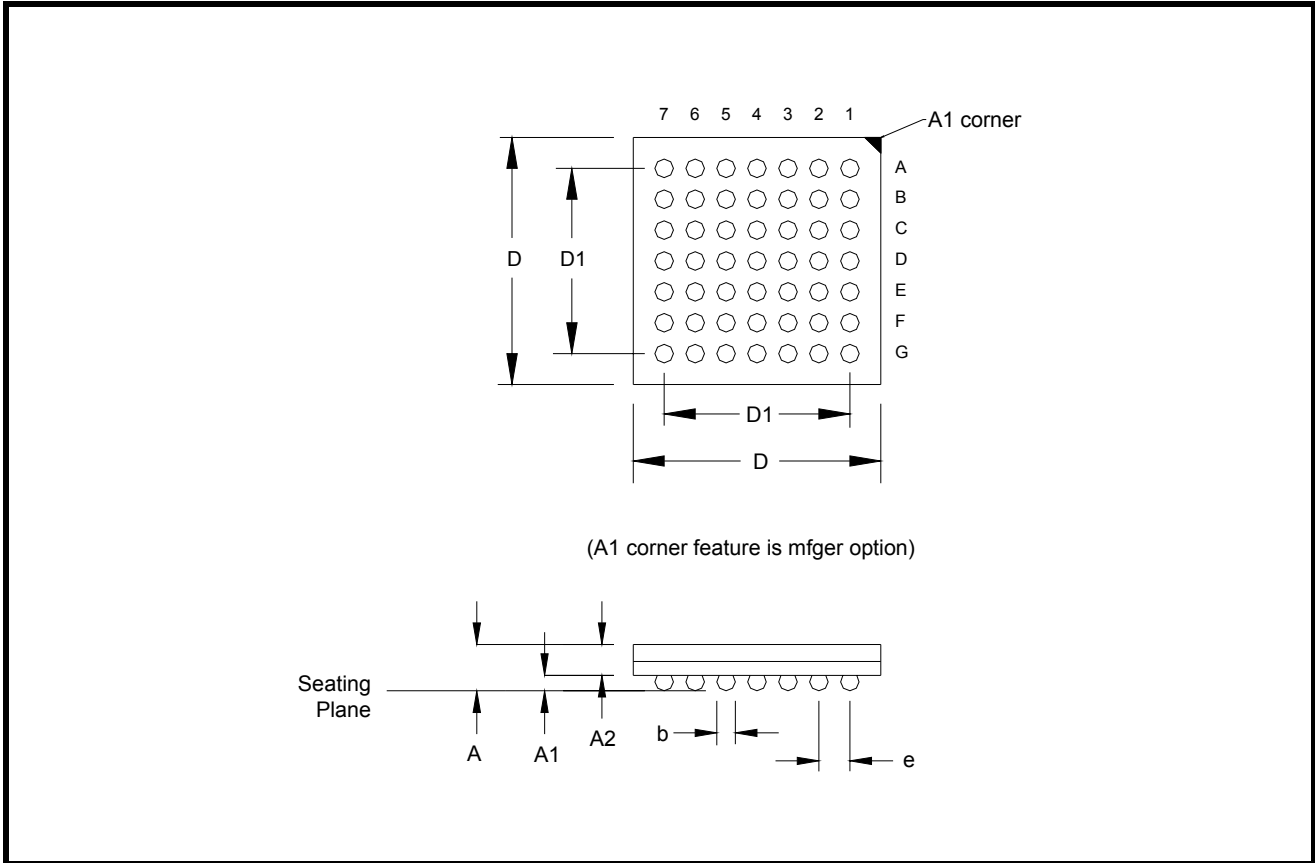 7 6 5 4 3 2 1
A1 corner
A
B
C
D
E
F
G
D
D1
D1
D
(A1 corner feature is mfger option)
Seating
Plane
A
A1
A2
b
e